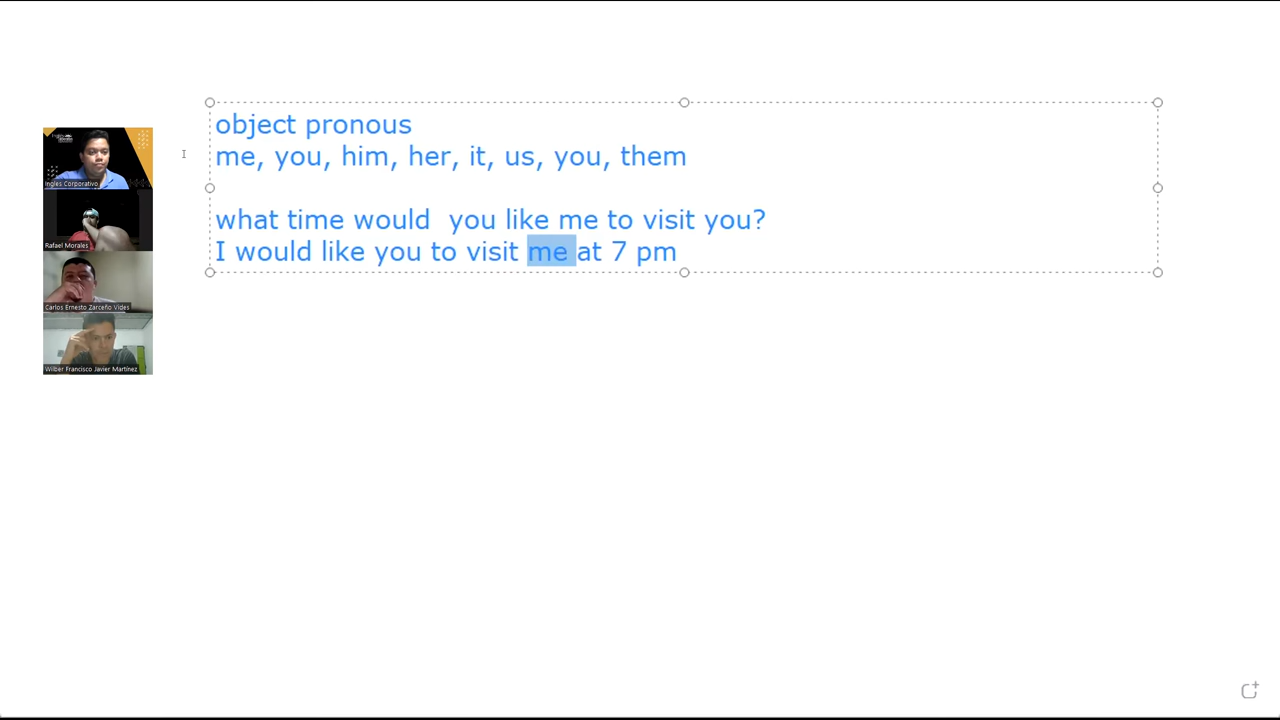 object pronous
me, you, him, her, it, us, you, them
what time would  you like me to visit you?
I would like you to visit me at 7 pm
Ingles Corporativo
Rafael Morales
Carlos Ernesto Zarceño Vides
Wilber Francisco Javier Martínez